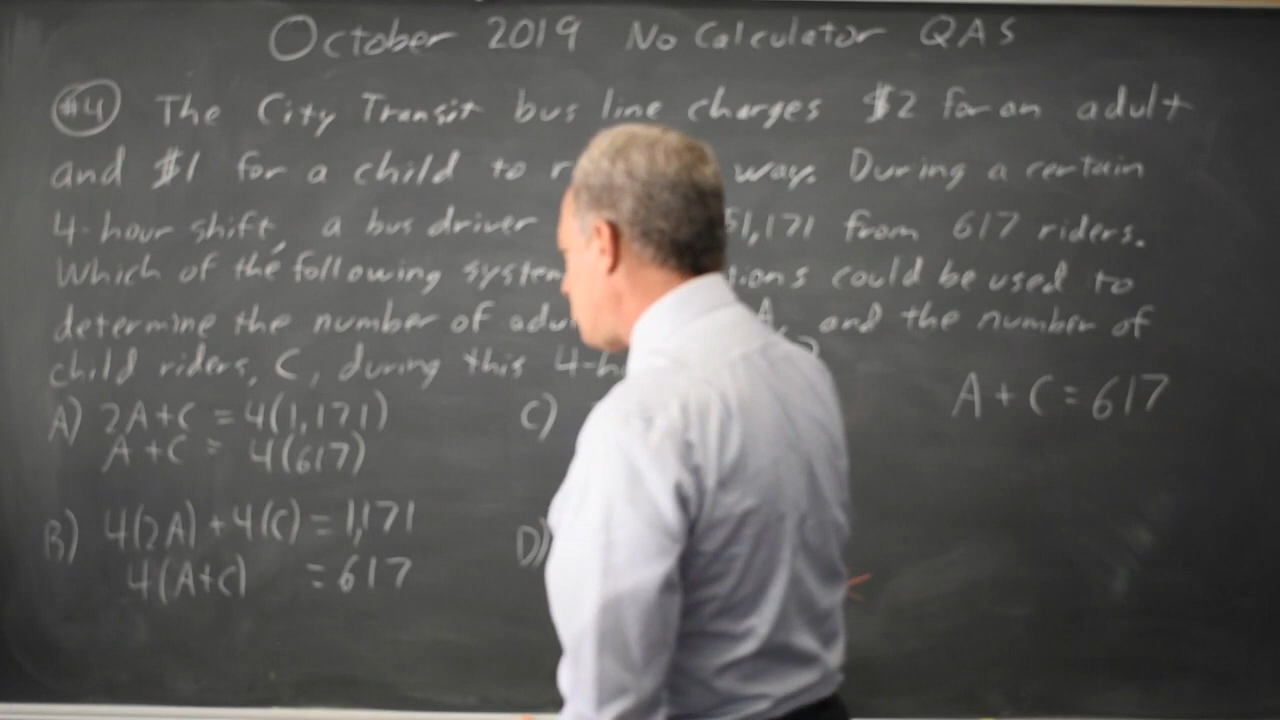 October 2019 No Calculator QAS
#4 The City Transit bus line charges $2 for an adult
and $1 for a child to way. During a certain
4-hour shift, a bus driver 1,171 from 617 riders.
Which of the following could be used to
determine the number of A, and the number of
child riders, C, during this
A) 2A+C = 4(1,171)
A+C = 4(617)
B) 4(2A)+4(C) = 1,171
4(A+C) = 617
C)
D)
A+C=617